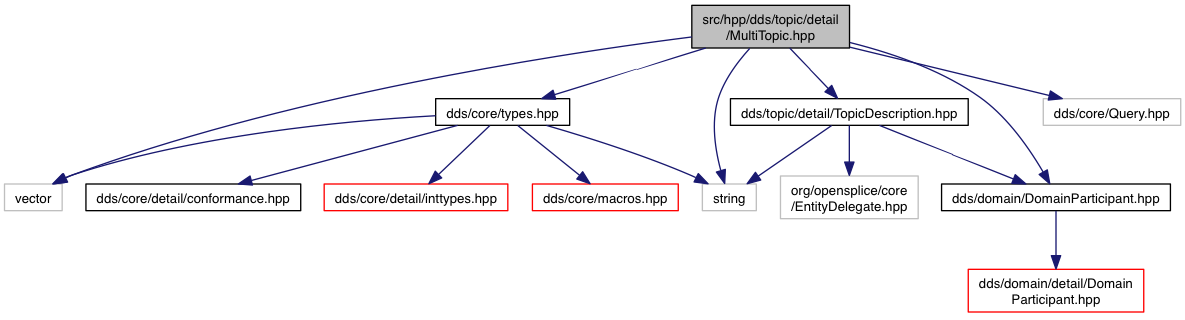 src/hpp/dds/topic/detail
/MultiTopic.hpp
dds/core/types.hpp
dds/topic/detail/TopicDescription.hpp
dds/core/Query.hpp
vector
dds/core/detail/conformance.hpp
dds/core/detail/inttypes.hpp
dds/core/macros.hpp
string
org/opensplice/core
/EntityDelegate.hpp
dds/domain/DomainParticipant.hpp
dds/domain/detail/Domain
Participant.hpp